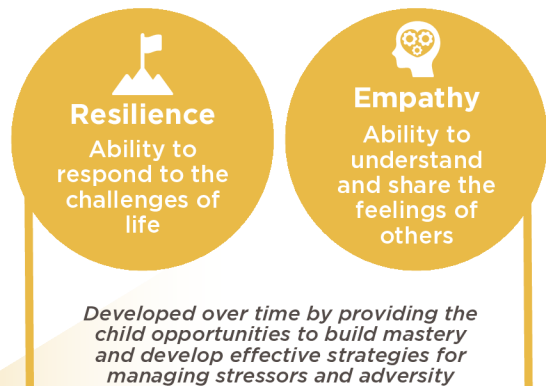 Resilience
Ability to
respond to the
challenges of
life
Empathy
Ability to
understand
and share the
feelings of
others
Developed over time by providing the
child opportunities to build mastery
and develop effective strategies for
managing stressors and adversity